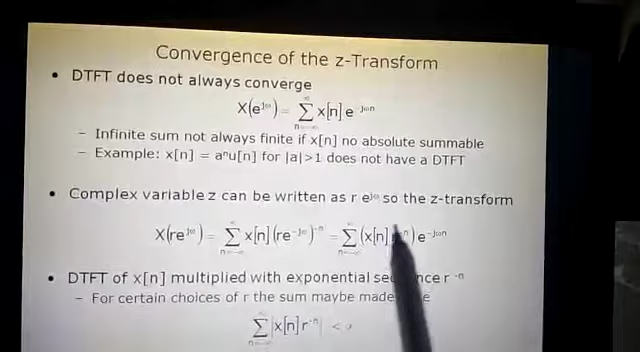 Convergence of the z-Transform
• DTFT does not always converge
X(e^jω) = ∑ x[n] e^-jωn
n=-∞
– Infinite sum not always finite if x[n] no absolute summable
– Example: x[n] = a^n u[n] for |a|>1 does not have a DTFT
• Complex variable z can be written as r e^jω so the z-transform
X(re^jω) = ∑ x[n] (re^-jω)^-n = ∑ (x[n] r^-n) e^-jωn
n=-∞ n=-∞
• DTFT of x[n] multiplied with exponential sequence r^-n
– For certain choices of r the sum maybe made
∑ |x[n] r^-n| <
n=-∞